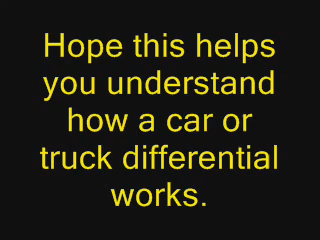 Hope this helps
you understand
how a car or
truck differential
works.